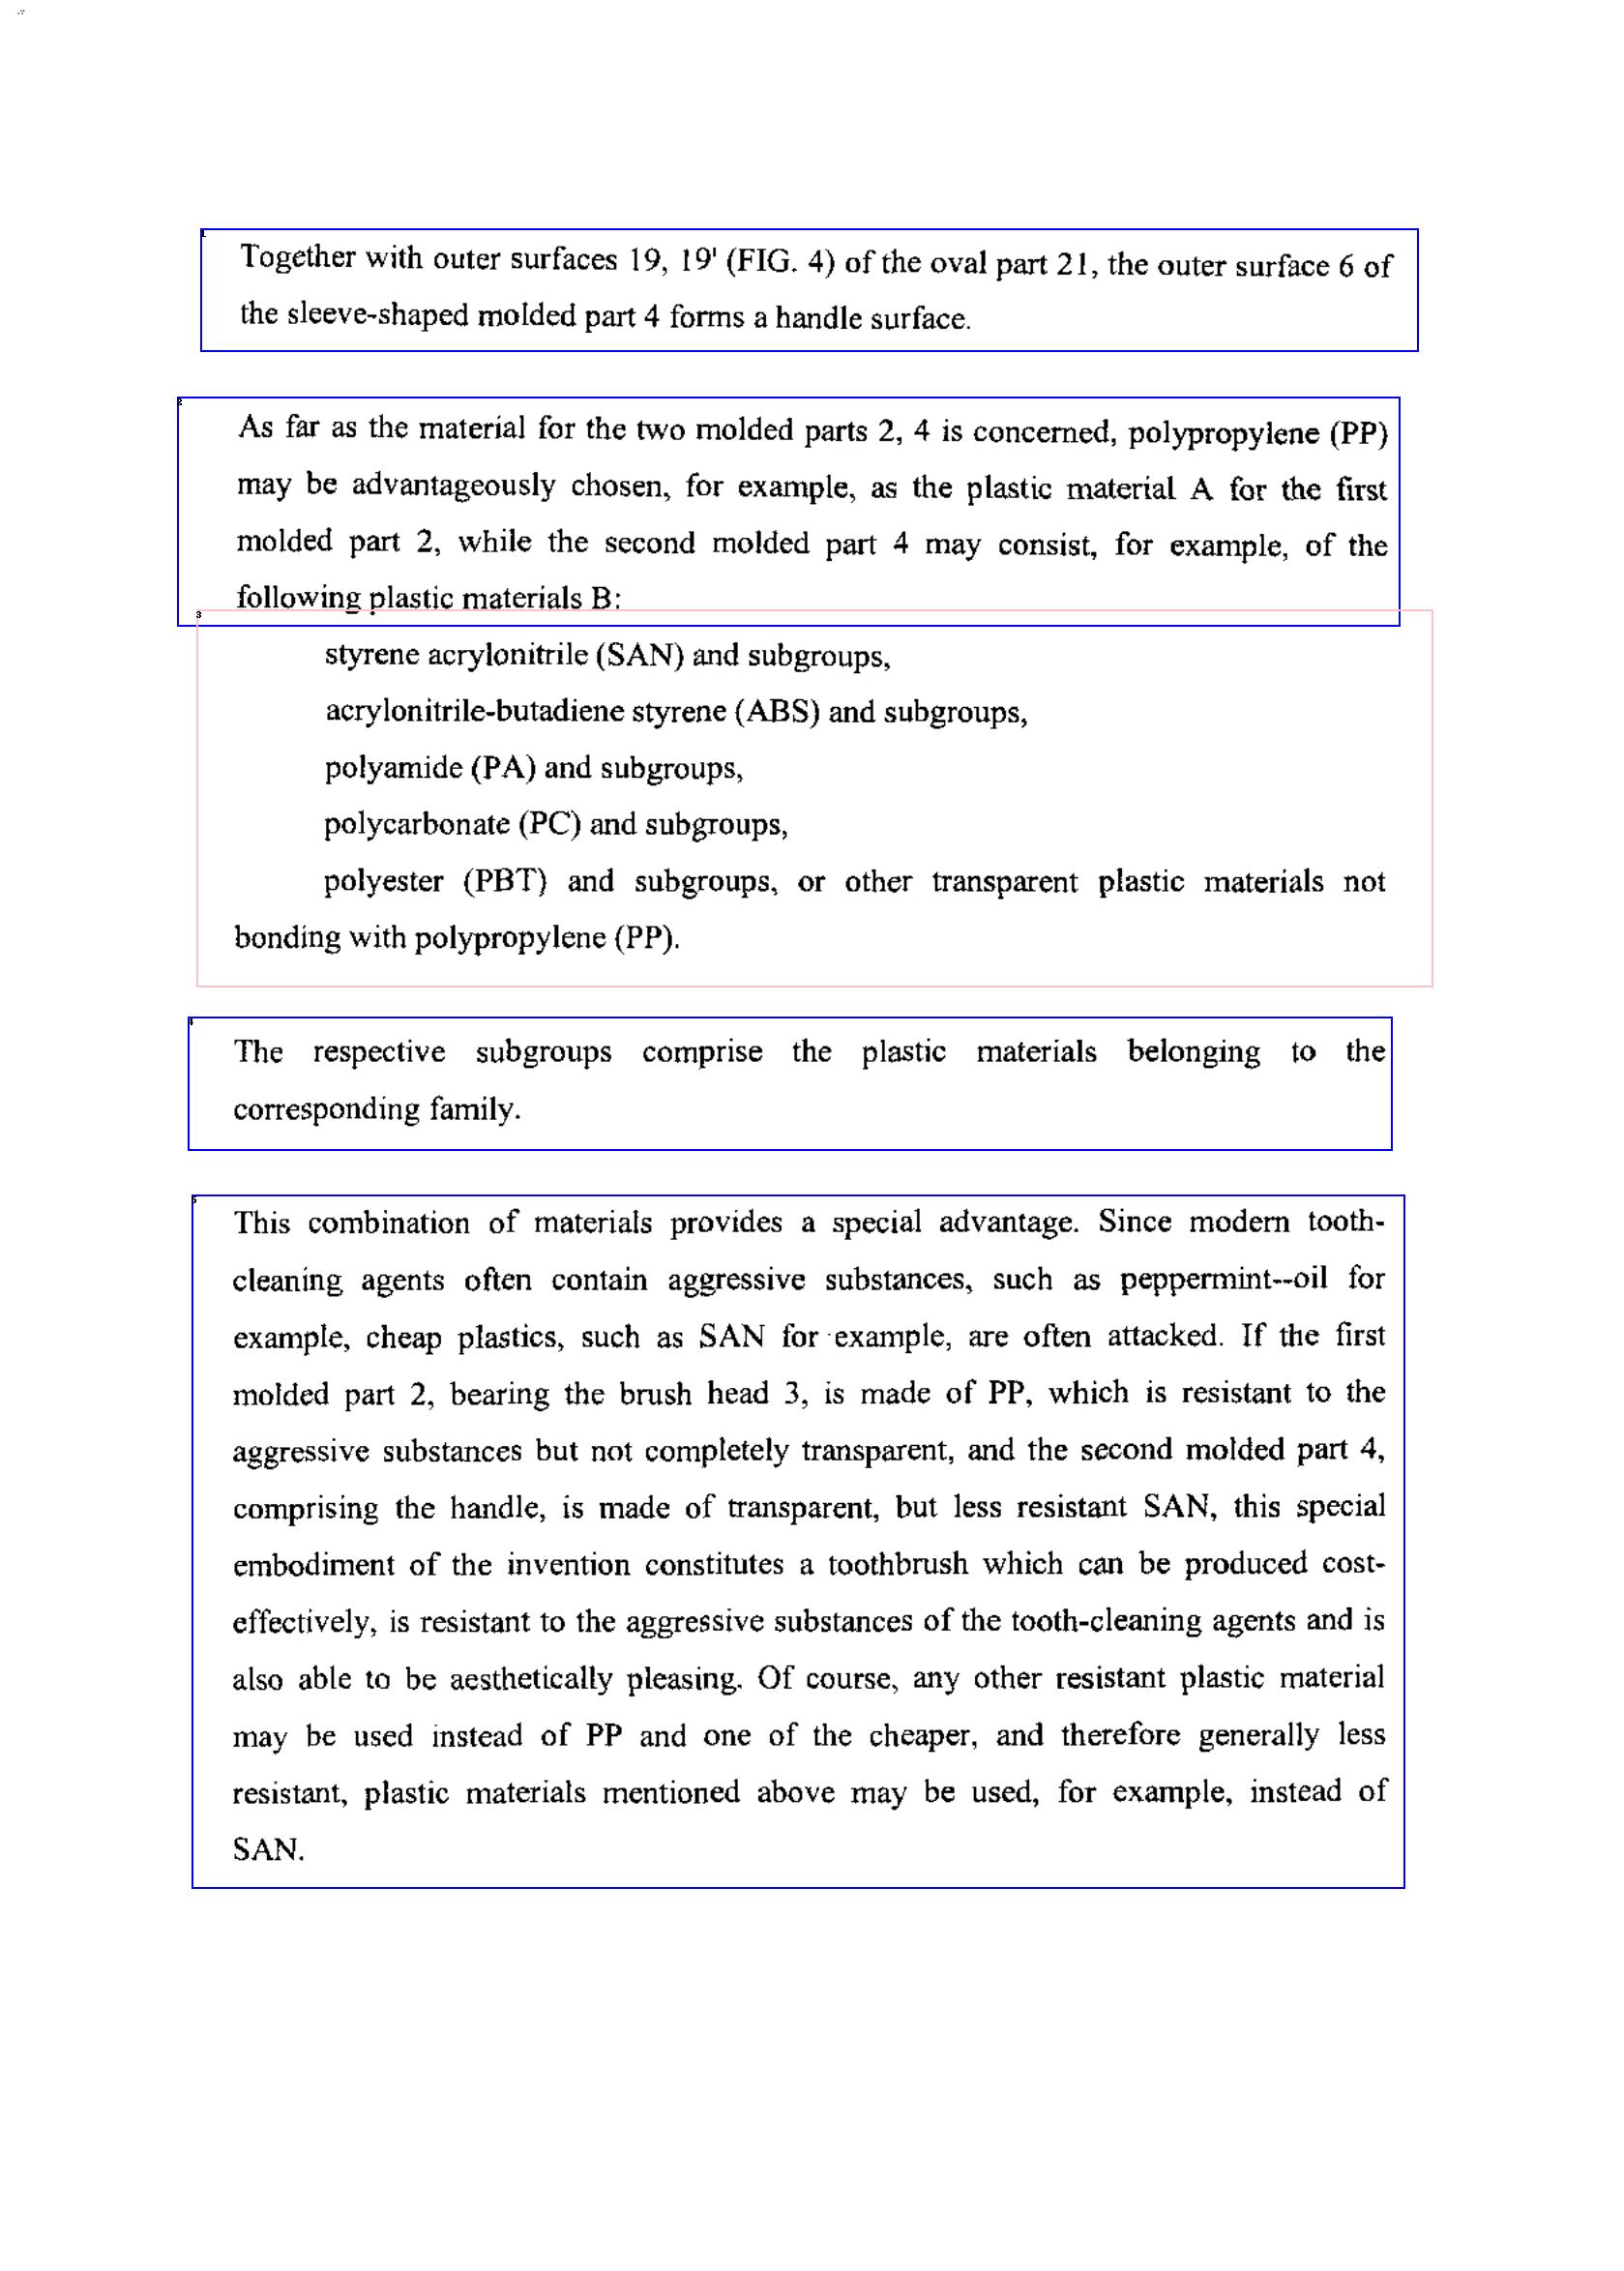 Together with outer surfaces 19, 19' (FIG. 4) of the oval part 21, the outer surface 6 of
the sleeve-shaped molded part 4 forms a handle surface.
As far as the material for the two molded parts 2, 4 is concerned, polypropylene (PP)
may be advantageously chosen, for example, as the plastic material A for the first
molded part 2, while the second molded part 4 may consist, for example, of the
following plastic materials B:
styrene acrylonitrile (SAN) and subgroups,
acrylonitrile-butadiene styrene (ABS) and subgroups,
polyamide (PA) and subgroups,
polycarbonate (PC) and subgroups,
polyester (PBT) and subgroups, or other transparent plastic materials not
bonding with polypropylene (PP).
The respective subgroups comprise the plastic materials belonging to the
corresponding family.
This combination of materials provides a special advantage. Since modern tooth-
cleaning agents often contain aggressive substances, such as peppermint--oil for
example, cheap plastics, such as SAN for example, are often attacked. If the first
molded part 2, bearing the brush head 3, is made of PP, which is resistant to the
aggressive substances but not completely transparent, and the second molded part 4,
comprising the handle, is made of transparent, but less resistant SAN, this special
embodiment of the invention constitutes a toothbrush which can be produced cost-
effectively, is resistant to the aggressive substances of the tooth-cleaning agents and is
also able to be aesthetically pleasing. Of course, any other resistant plastic material
may be used instead of PP and one of the cheaper, and therefore generally less
resistant, plastic materials mentioned above may be used, for example, instead of
SAN.